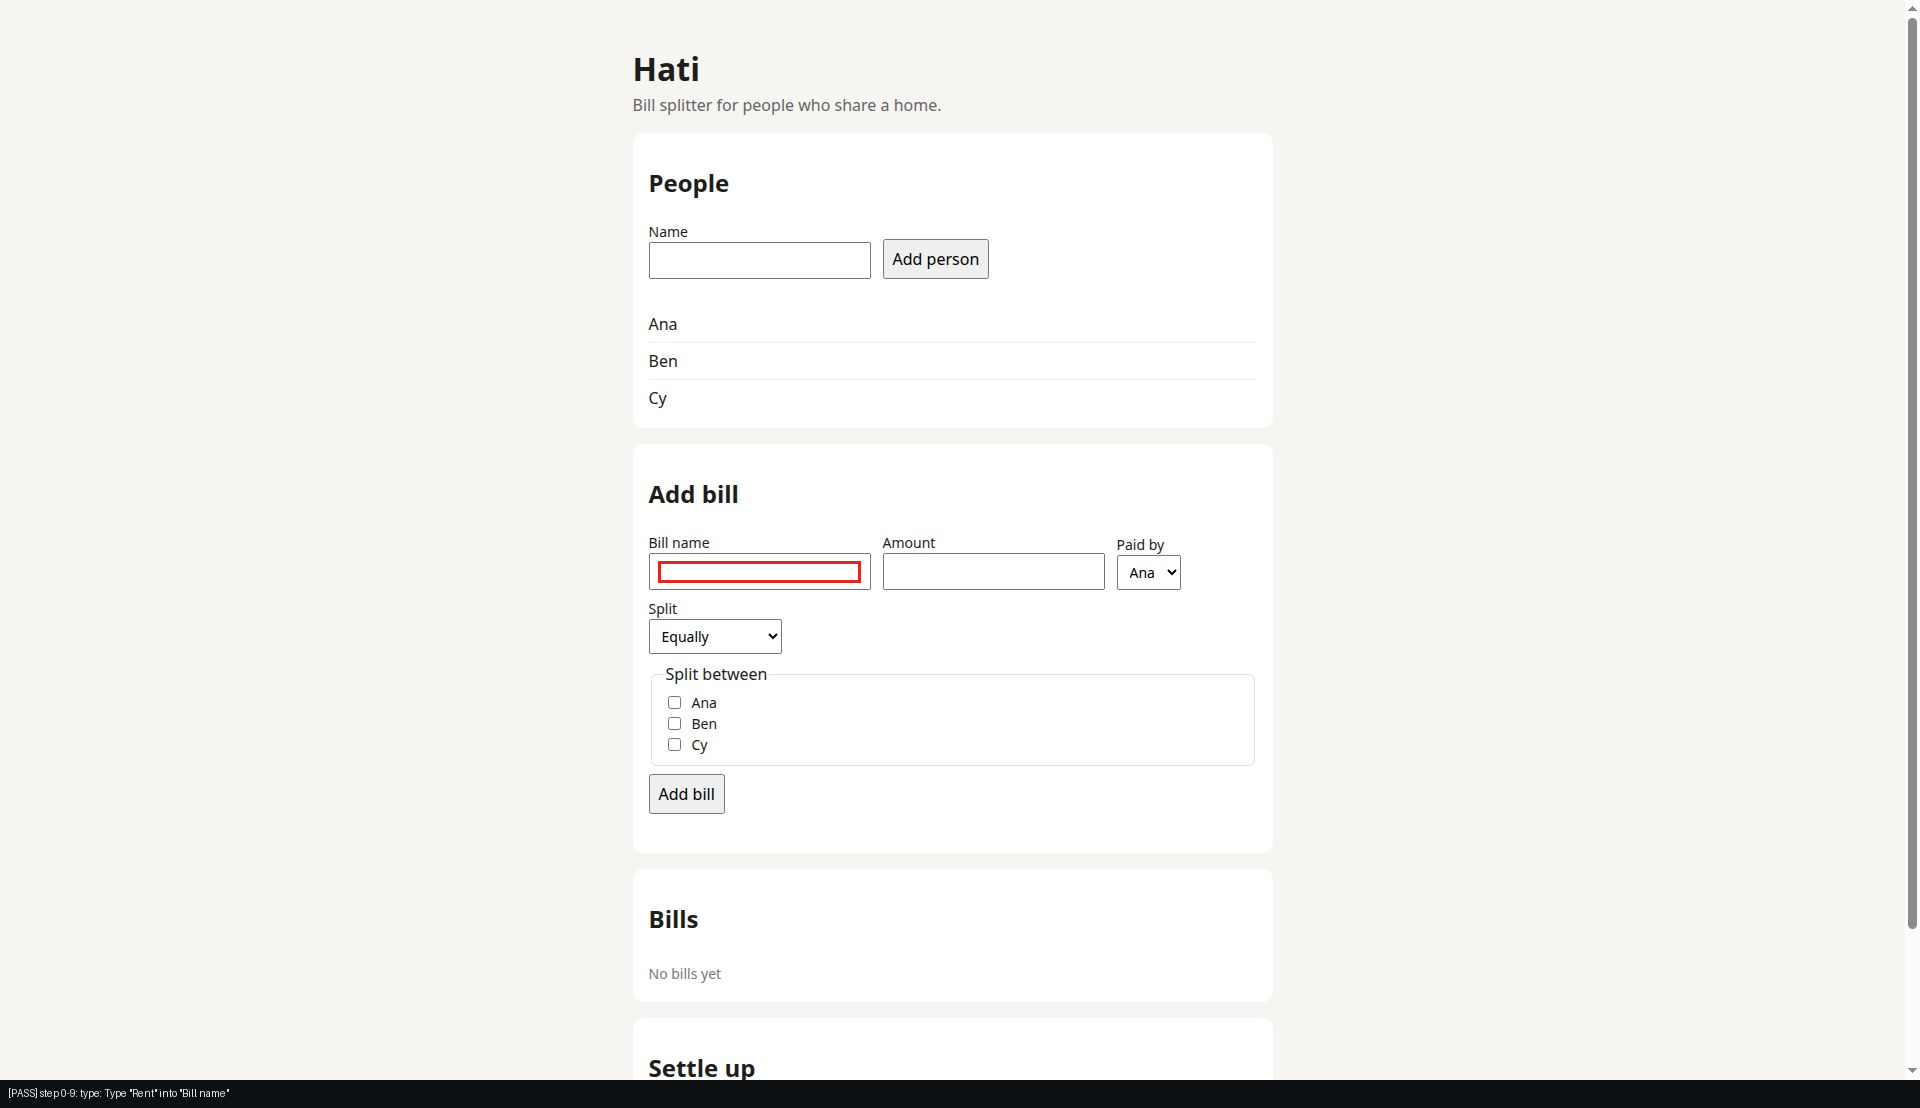 Hati
Bill splitter for people who share a home.
People
Name
Add person
Ana
Ben
Cy
Add bill
Bill name Amount Paid by
Ana
Split
Equally
Split between
Ana
Ben
Cy
Add bill
Bills
No bills yet
Settle up
[PASS] step 0-9: type: Type "Rent" into "Bill name"